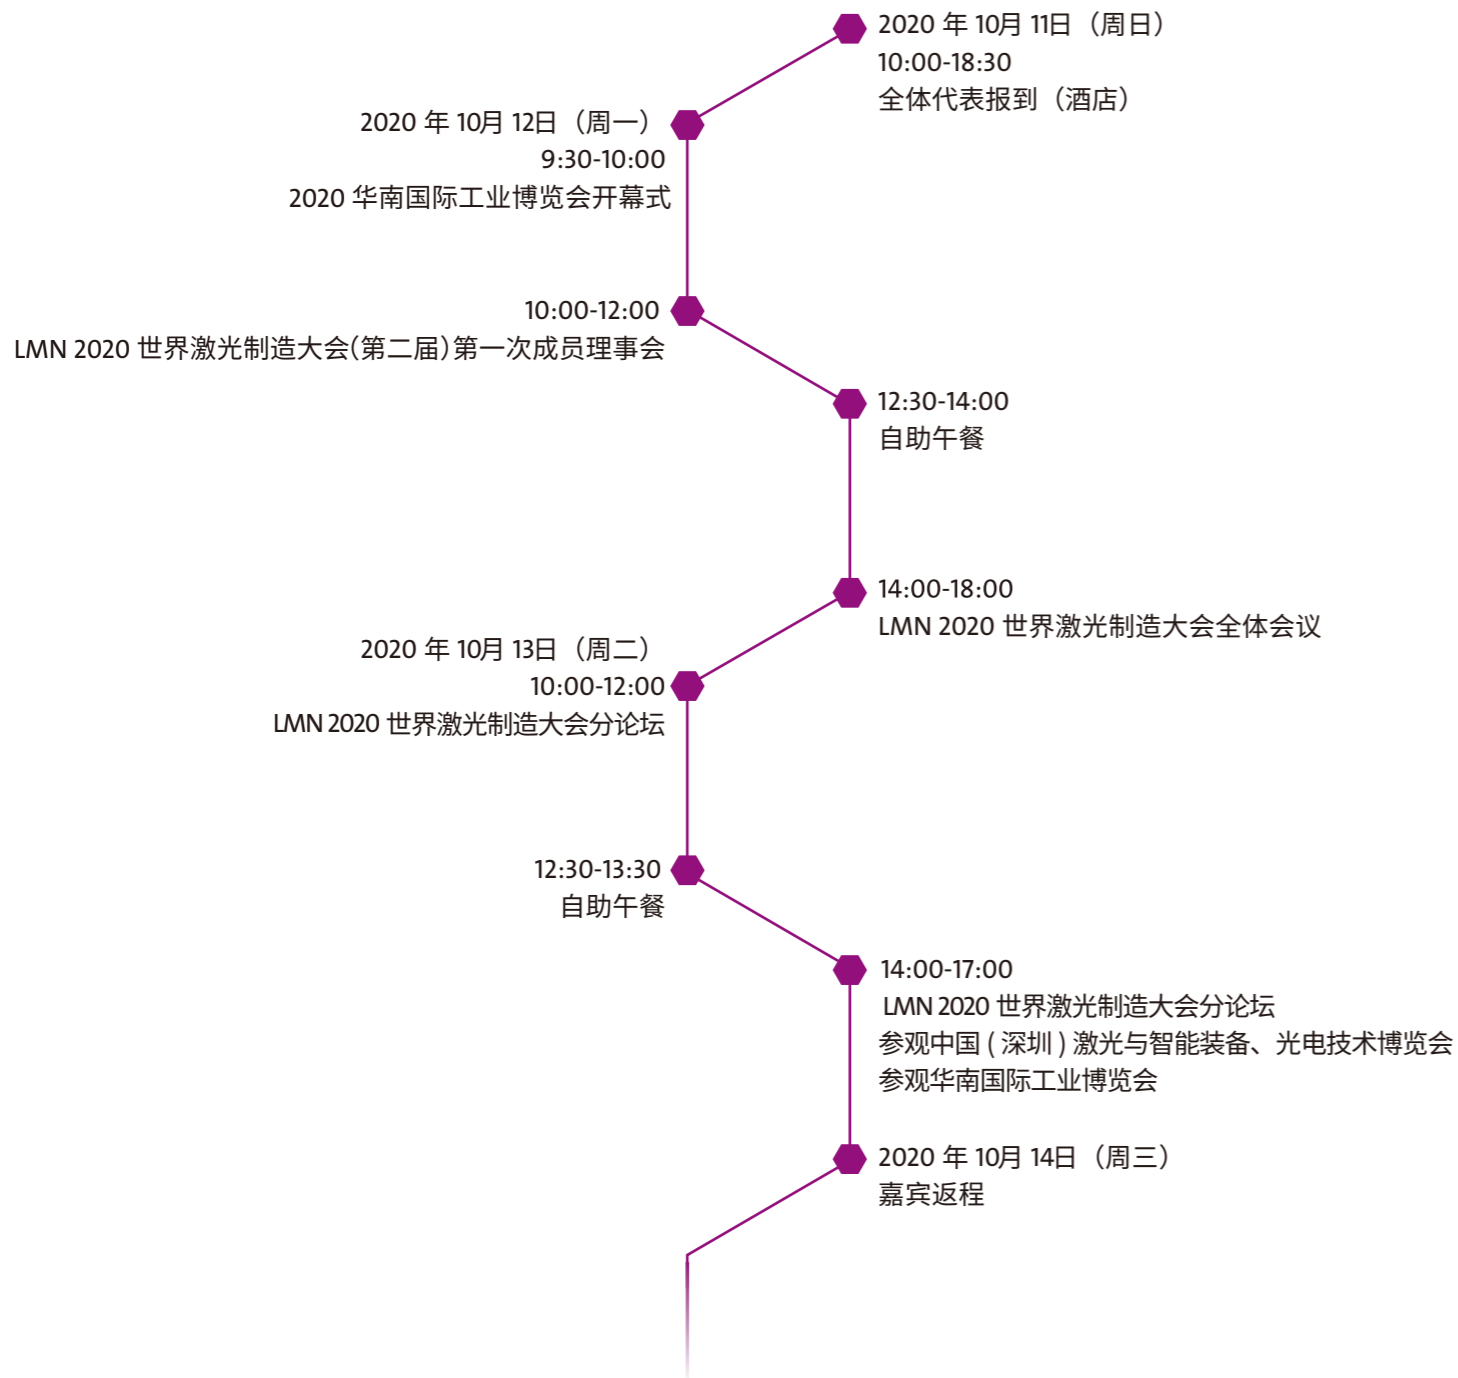 2020 年 10月 11日（周日）
10:00-18:30
全体代表报到（酒店）
2020 年 10月 12日（周一）
9:30-10:00
2020 华南国际工业博览会开幕式
10:00-12:00
LMN 2020 世界激光制造大会(第二届)第一次成员理事会
12:30-14:00
自助午餐
14:00-18:00
LMN 2020 世界激光制造大会全体会议
2020 年 10月 13日（周二）
10:00-12:00
LMN 2020 世界激光制造大会分论坛
12:30-13:30
自助午餐
14:00-17:00
LMN 2020 世界激光制造大会分论坛
参观中国 ( 深圳 ) 激光与智能装备、光电技术博览会
参观华南国际工业博览会
2020 年 10月 14日（周三）
嘉宾返程